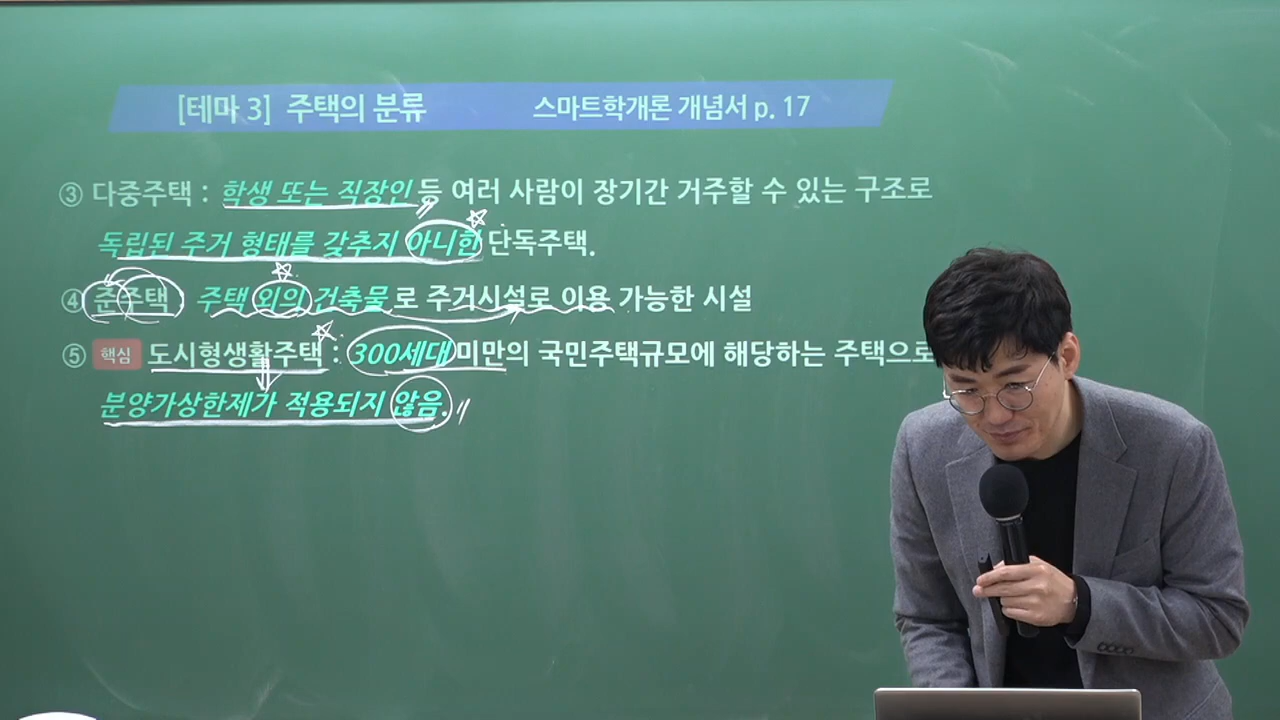 [테마 3] 주택의 분류 스마트학개론 개념서 p. 17
③ 다중주택 : 학생 또는 직장인 등 여러 사람이 장기간 거주할 수 있는 구조로
독립된 주거 형태를 갖추지 아니한 단독주택.
④ 준주택 주택 외의 건축물로 주거시설로 이용 가능한 시설
⑤ 핵심 도시형생활주택 : 300세대 미만의 국민주택규모에 해당하는 주택으로
분양가상한제가 적용되지 않음.